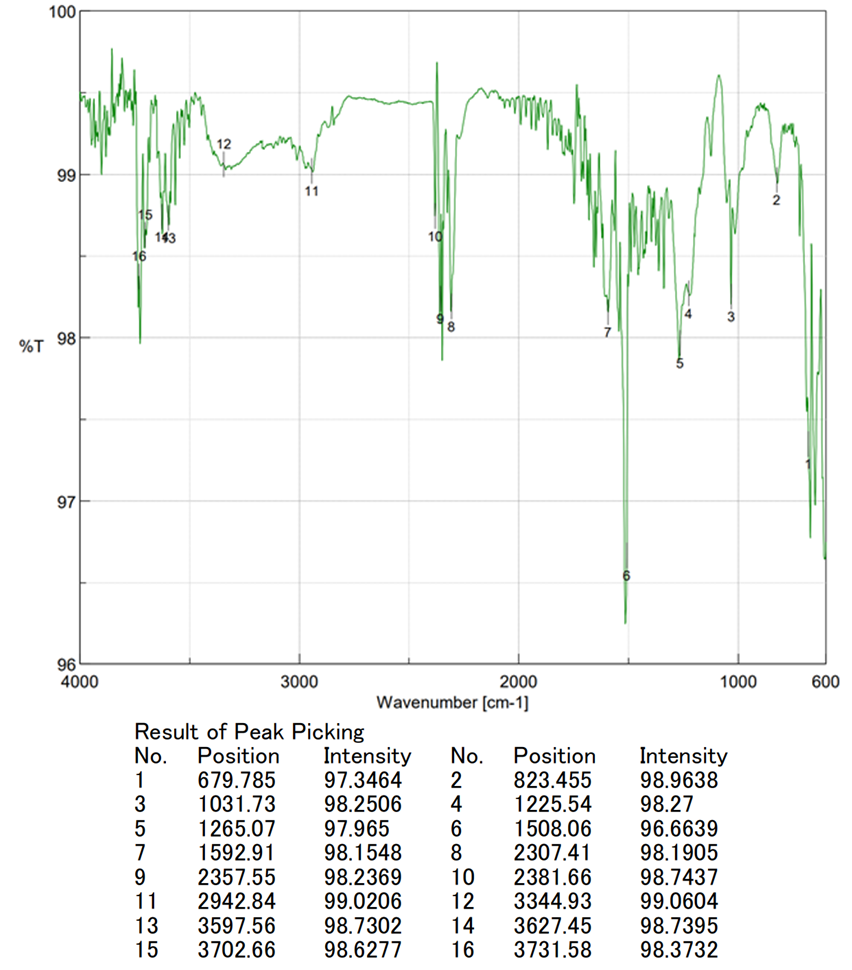 100
99
98
97
96
%T
12
11
15
14
13
16
10
9
8
7
6
5
4
3
2
1
4000 3000 2000 1000 600
Wavenumber [cm-1]
Result of Peak Picking
No. Position Intensity No. Position Intensity
1 679.785 97.3464 2 823.455 98.9638
3 1031.73 98.2506 4 1225.54 98.27
5 1265.07 97.965 6 1508.06 96.6639
7 1592.91 98.1548 8 2307.41 98.1905
9 2357.55 98.2369 10 2381.66 98.7437
11 2942.84 99.0206 12 3344.93 99.0604
13 3597.56 98.7302 14 3627.45 98.7395
15 3702.66 98.6277 16 3731.58 98.3732